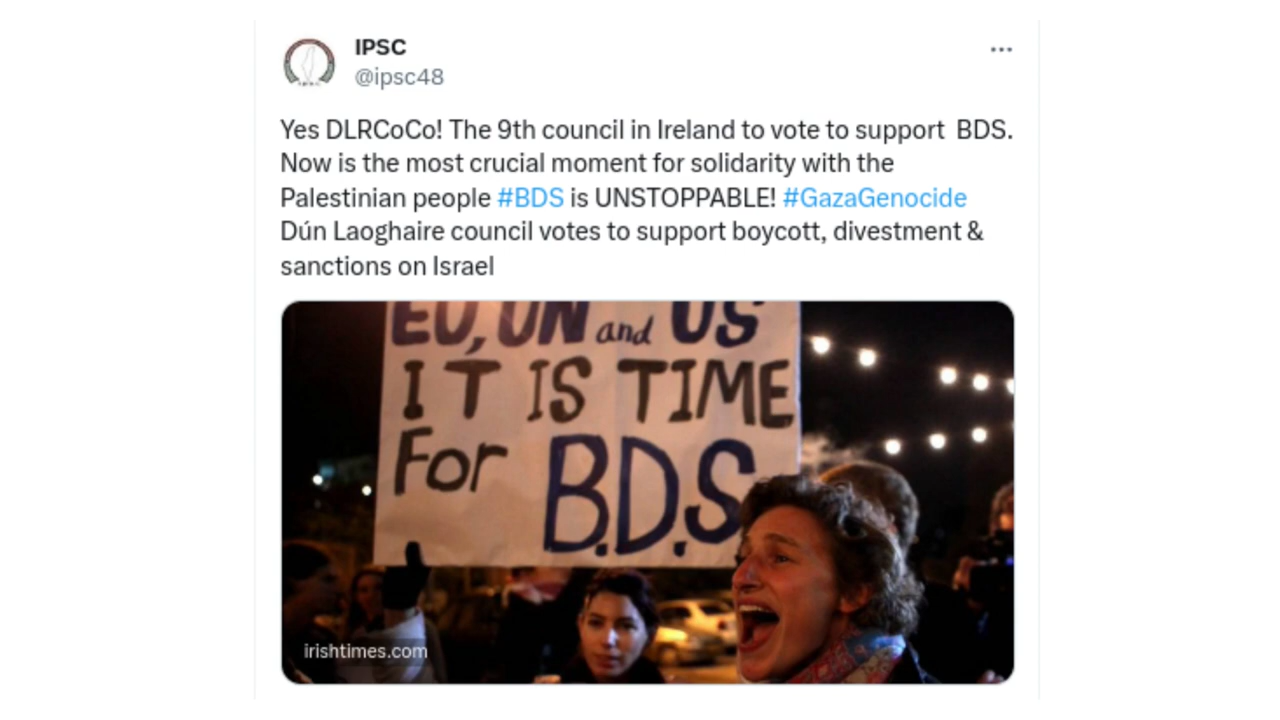 IPSC
@ipsc48
Yes DLRCoCo! The 9th council in Ireland to vote to support  BDS.
Now is the most crucial moment for solidarity with the
Palestinian people #BDS is UNSTOPPABLE! #GazaGenocide
Dún Laoghaire council votes to support boycott, divestment &
sanctions on Israel
EU, UN and US
IT IS TIME
For B.D.S
irishtimes.com